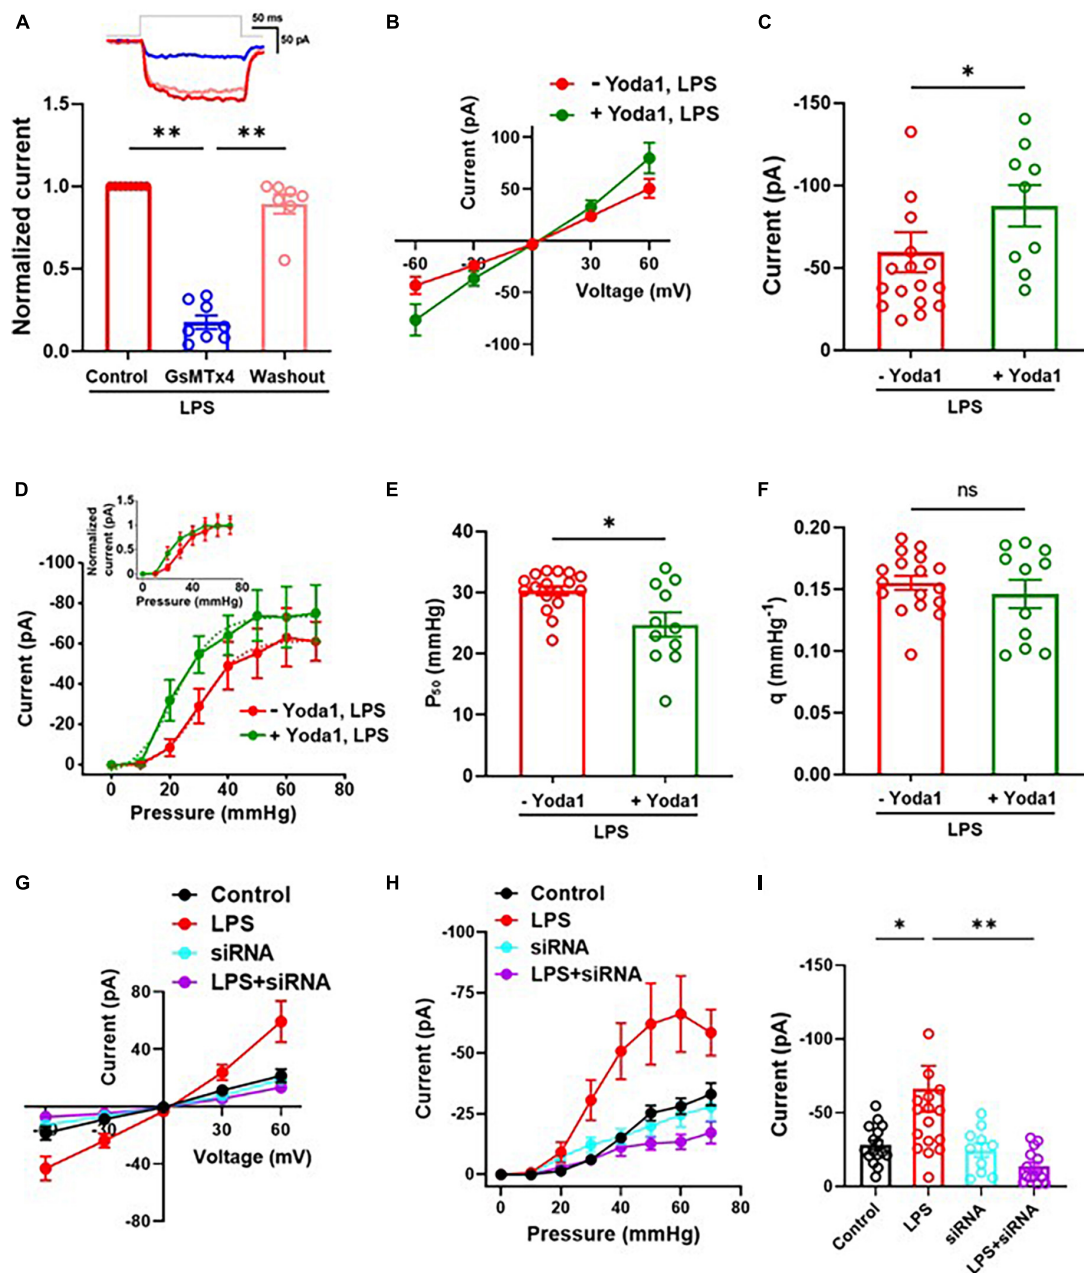 A
50 ms
50 pA
**
**
Normalized current
1.5
1.0
0.5
0.0
Control
GsMTx4
Washout
LPS
B
- Yoda1, LPS
+ Yoda1, LPS
Current (pA)
100
50
-60
30
60
Voltage (mV)
-50
-100
C
*
Current (pA)
-150
-100
-50
0
- Yoda1
+ Yoda1
LPS
D
Normalized
current (pA)
1.5
1
0.5
0
0
40
80
Pressure (mmHg)
Current (pA)
-100
-80
-60
-40
-20
0
- Yoda1, LPS
+ Yoda1, LPS
0
20
40
60
80
Pressure (mmHg)
E
*
P₅₀ (mmHg)
40
30
20
10
0
- Yoda1
+ Yoda1
LPS
F
ns
q (mmHg⁻¹)
0.20
0.15
0.10
0.05
0.00
- Yoda1
+ Yoda1
LPS
G
Control
LPS
siRNA
LPS+siRNA
Current (pA)
80
40
30
60
Voltage (mV)
-40
-80
H
Control
LPS
siRNA
LPS+siRNA
Current (pA)
-100
-75
-50
-25
0
0
20
40
60
80
Pressure (mmHg)
I
*
**
Current (pA)
-150
-100
-50
0
Control
LPS
siRNA
LPS+siRNA